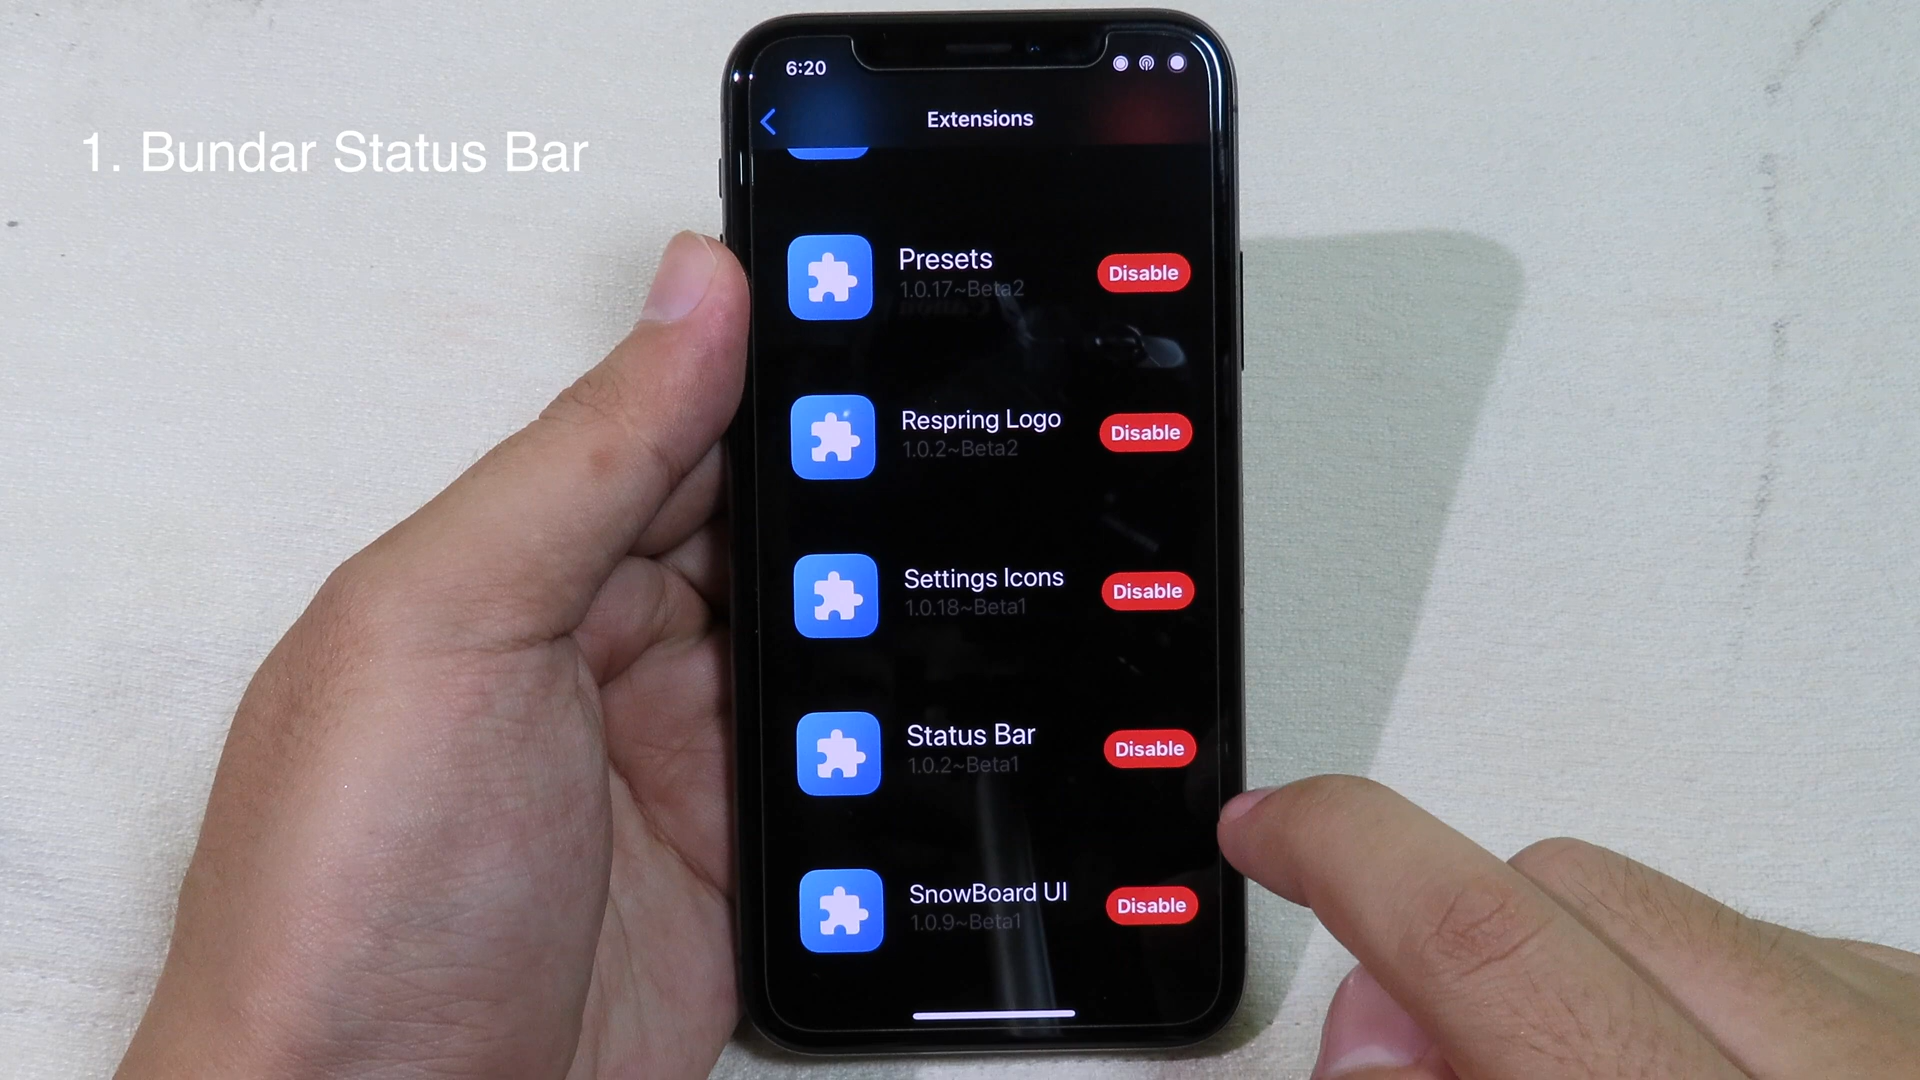 1. Bundar Status Bar
6:20
Extensions
Presets
1.0.17~Beta2
Disable
Respring Logo
1.0.2~Beta2
Disable
Settings Icons
1.0.18~Beta1
Disable
Status Bar
1.0.2~Beta1
Disable
SnowBoard UI
1.0.9~Beta1
Disable